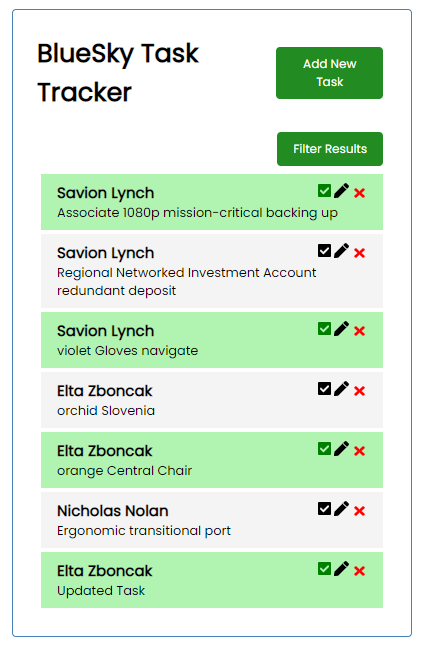 BlueSky Task
Tracker
Add New
Task
Filter Results
Savion Lynch
Associate 1080p mission-critical backing up
Savion Lynch
Regional Networked Investment Account
redundant deposit
Savion Lynch
violet Gloves navigate
Elta Zboncak
orchid Slovenia
Elta Zboncak
orange Central Chair
Nicholas Nolan
Ergonomic transitional port
Elta Zboncak
Updated Task